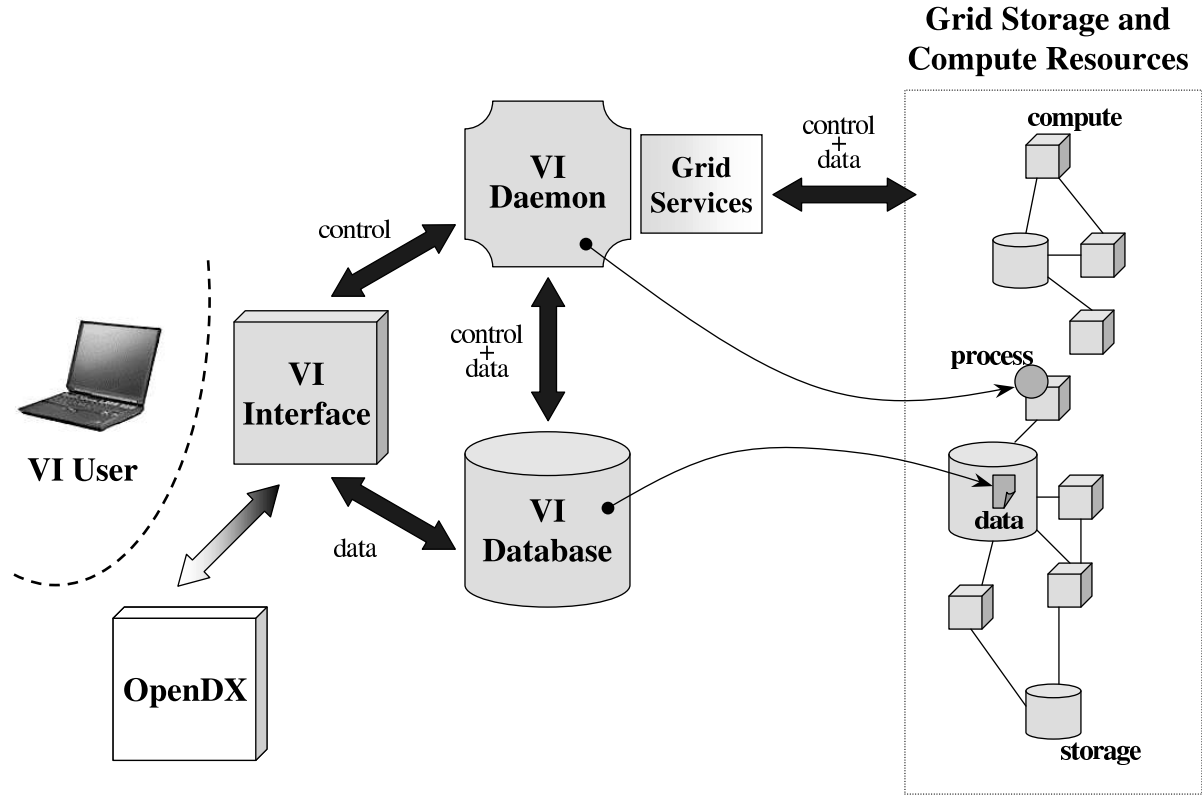 Grid Storage and
Compute Resources
compute
control
+
data
VI
Daemon
Grid
Services
control
control
+
data
process
VI
Interface
VI User
VI
Database
data
data
OpenDX
storage